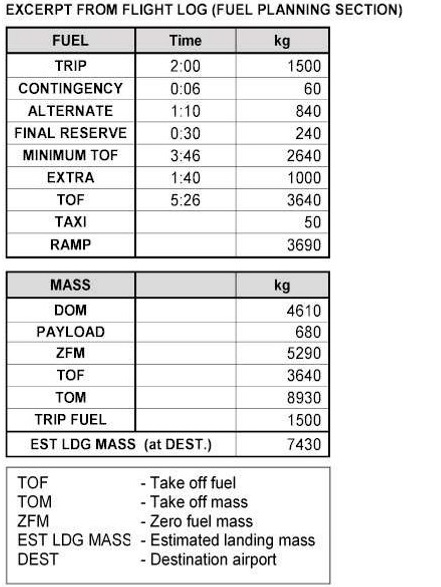 EXCERPT FROM FLIGHT LOG (FUEL PLANNING SECTION)
FUEL Time kg
TRIP 2:00 1500
CONTINGENCY 0:06 60
ALTERNATE 1:10 840
FINAL RESERVE 0:30 240
MINIMUM TOF 3:46 2640
EXTRA 1:40 1000
TOF 5:26 3640
TAXI 50
RAMP 3690
MASS kg
DOM 4610
PAYLOAD 680
ZFM 5290
TOF 3640
TOM 8930
TRIP FUEL 1500
EST LDG MASS (at DEST.) 7430
TOF - Take off fuel
TOM - Take off mass
ZFM - Zero fuel mass
EST LDG MASS - Estimated landing mass
DEST - Destination airport